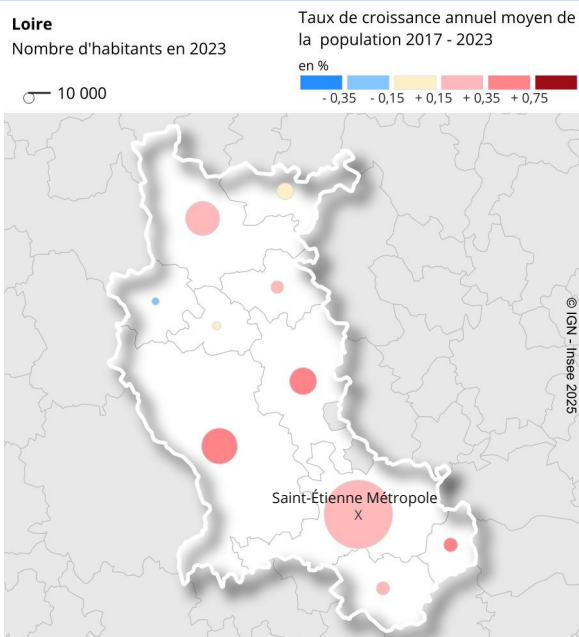 Loire
Nombre d'habitants en 2023
10 000
Taux de croissance annuel moyen de
la population 2017 - 2023
en %
- 0,35 - 0,15 + 0,15 + 0,35 + 0,75
Saint-Étienne Métropole
X
© IGN - Insee 2025